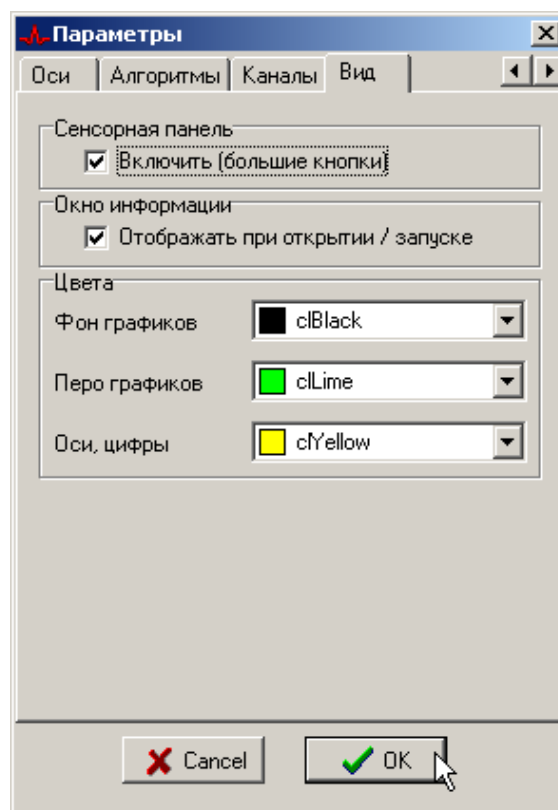 Параметры
Оси Алгоритмы Каналы Вид
Сенсорная панель
Включить (большие кнопки)
Окно информации
Отображать при открытии / запуске
Цвета
Фон графиков clBlack
Перо графиков clLime
Оси, цифры clYellow
Cancel OK